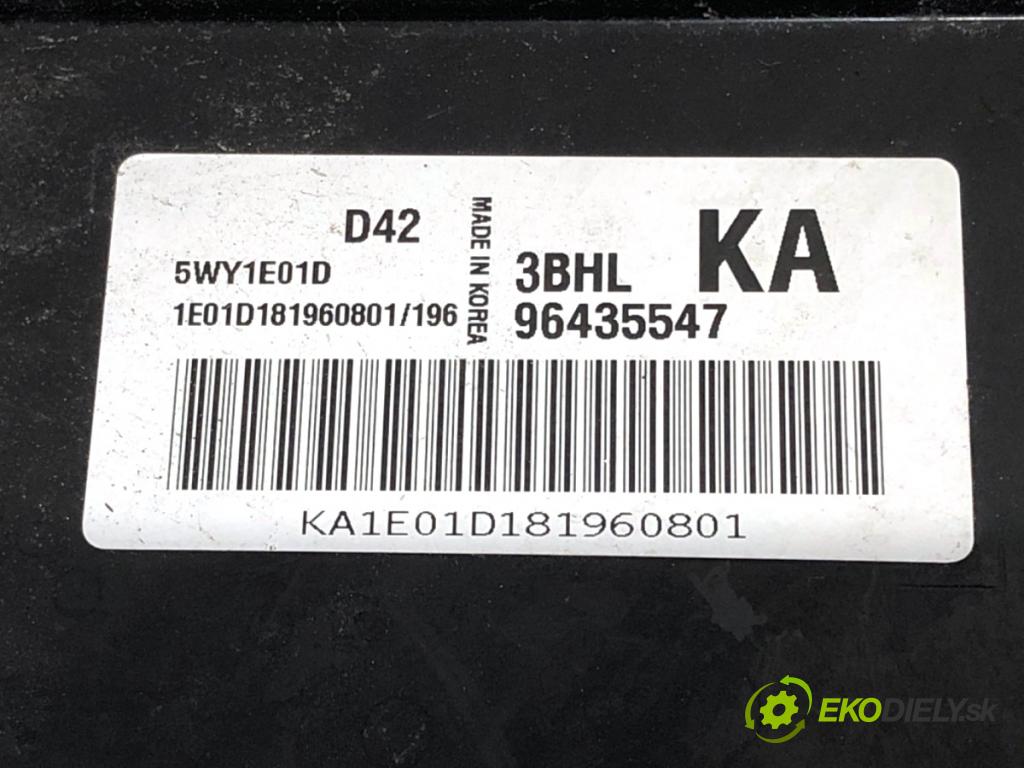 D42
MADE IN KOREA
3BHL KA
5WY1E01D
1E01D181960801/196
96435547
KA1E01D181960801
EKODIELY.sk